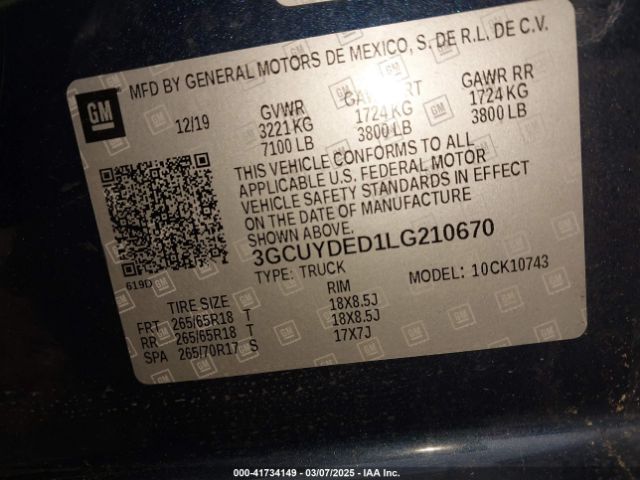 MFD BY GENERAL MOTORS DE MEXICO, S. DE R.L. DE C.V.
GM
12/19 GVWR GAWR FRT GAWR RR
3221 KG 1724 KG 1724 KG
7100 LB 3800 LB 3800 LB
THIS VEHICLE CONFORMS TO ALL
APPLICABLE U.S. FEDERAL MOTOR
VEHICLE SAFETY STANDARDS IN EFFECT
ON THE DATE OF MANUFACTURE
SHOWN ABOVE.
3GCUYDED1LG210670
619D
TYPE: TRUCK MODEL: 10CK10743
TIRE SIZE RIM
FRT 265/65R18 T 18X8.5J
RR 265/65R18 T 18X8.5J
SPA 265/70R17 S 17X7J
000-41734149 — 03/07/2025 — IAA Inc.